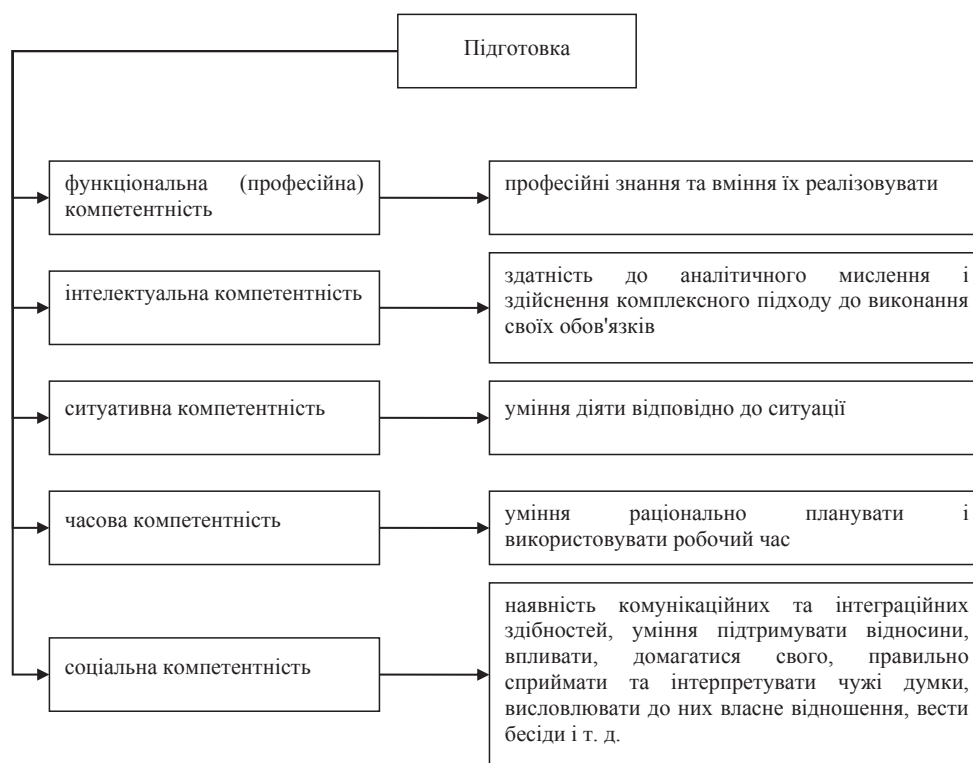 Підготовка
функціональна (професійна)
компетентність
професійні знання та вміння їх реалізовувати
інтелектуальна компетентність
здатність до аналітичного мислення і
здійснення комплексного підходу до виконання
своїх обов'язків
ситуативна компетентність
уміння діяти відповідно до ситуації
часова компетентність
уміння раціонально планувати і
використовувати робочий час
соціальна компетентність
наявність комунікаційних та інтеграційних
здібностей, уміння підтримувати відносини,
впливати, домагатися свого, правильно
сприймати та інтерпретувати чужі думки,
висловлювати до них власне відношення, вести
бесіди і т. д.